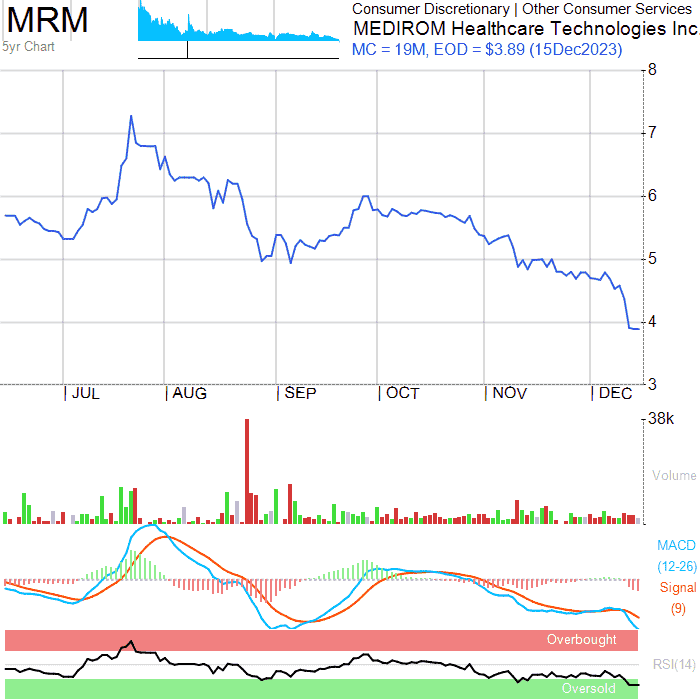 MRM
5yr Chart
Consumer Discretionary | Other Consumer Services
MEDIROM Healthcare Technologies Inc
MC = 19M, EOD = $3.89 (15Dec2023)
8
7
6
5
4
3
JUL AUG SEP OCT NOV DEC
38k
Volume
MACD
(12-26)
Signal
(9)
Overbought
RSI(14)
Oversold